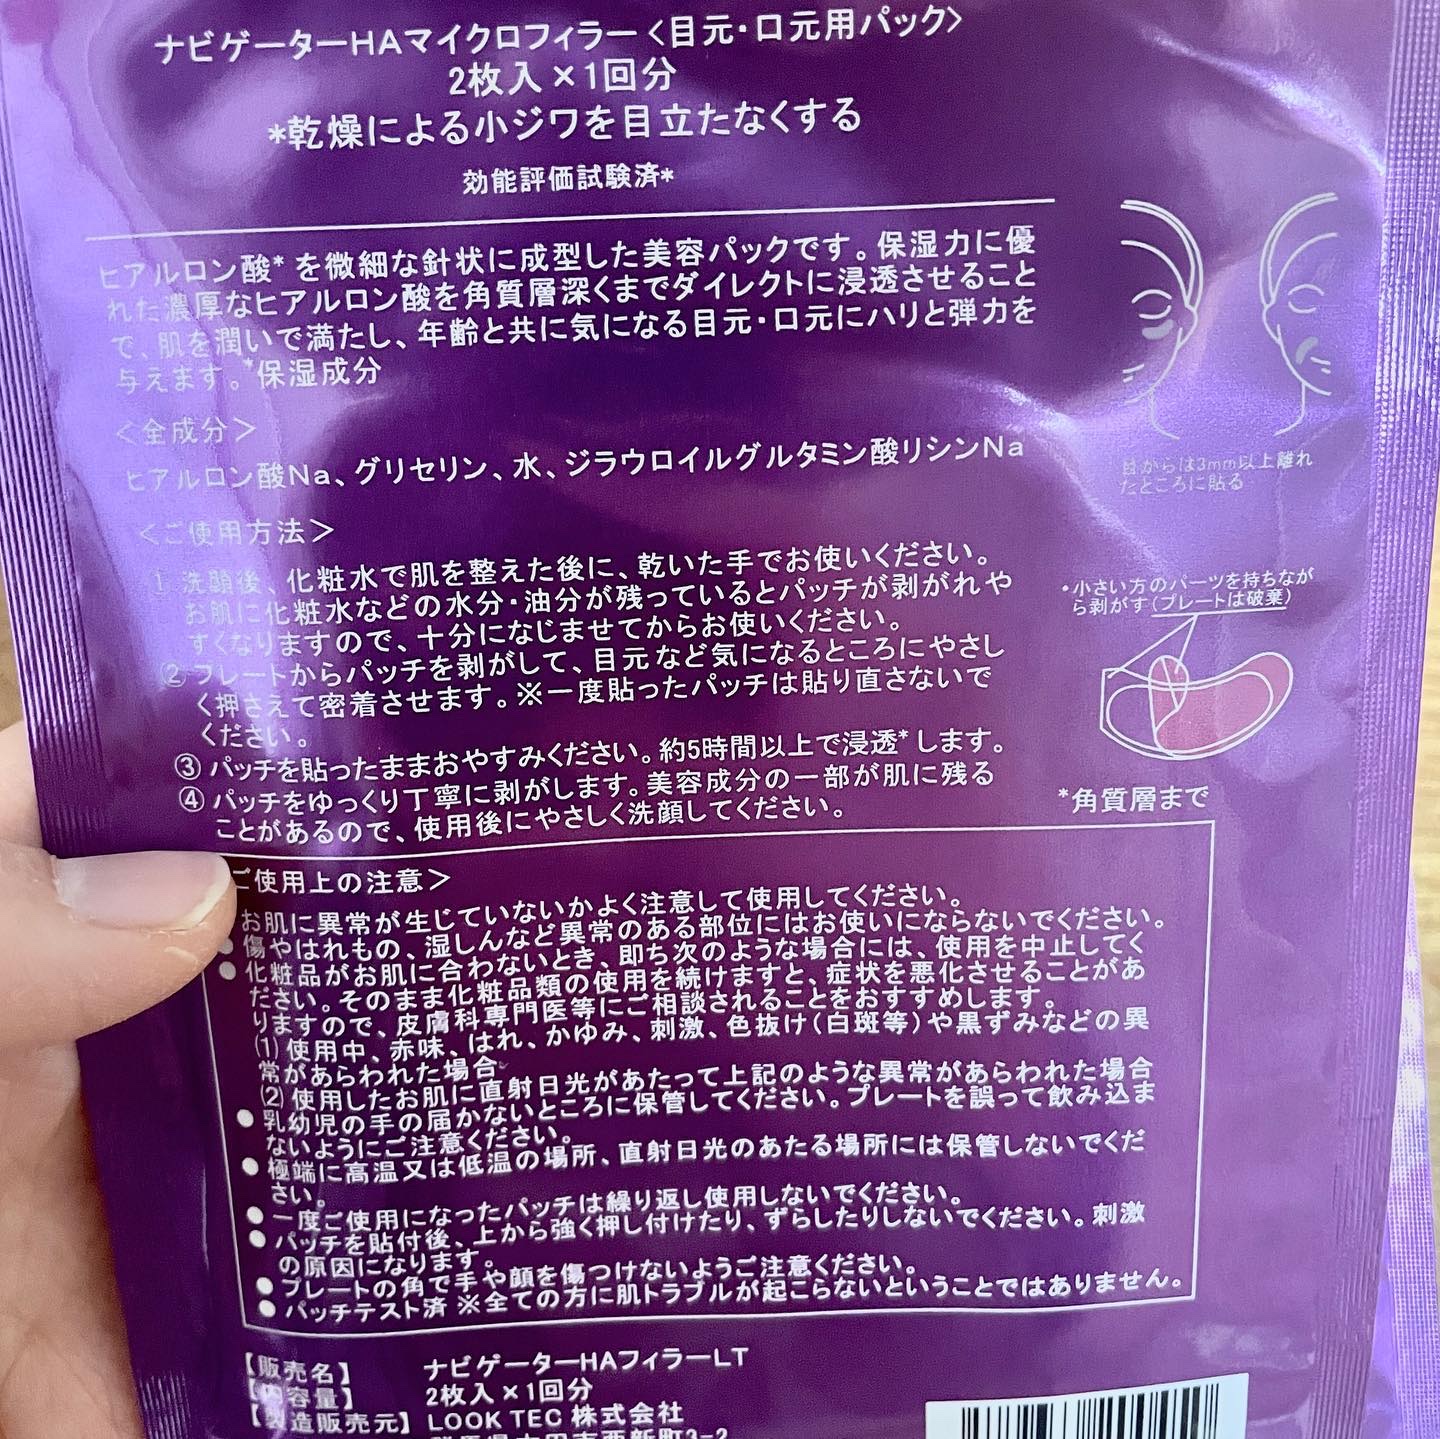 ナビゲーターHAマイクロフィラー〈目元・口元用パック〉
2枚入×1回分
*乾燥による小ジワを目立たなくする
効能評価試験済*
ヒアルロン酸*を微細な針状に成型した美容パックです。保湿力に優
れた濃厚なヒアルロン酸を角質層深くまでダイレクトに浸透させること
で、肌を潤いで満たし、年齢と共に気になる目元・口元にハリと弾力を
与えます。*保湿成分
＜全成分＞
ヒアルロン酸Na、グリセリン、水、ジラウロイルグルタミン酸リシンNa
＜ご使用方法＞
① 洗顔後、化粧水で肌を整えた後に、乾いた手でお使いください。
お肌に化粧水などの水分・油分が残っているとパッチが剥がれや
すくなりますので、十分になじませてからお使いください。
② プレートからパッチを剥がして、目元など気になるところにやさし
く押さえて密着させます。※一度貼ったパッチは貼り直さないで
ください。
③ パッチを貼ったままおやすみください。約5時間以上で浸透*します。
④ パッチをゆっくり丁寧に剥がします。美容成分の一部が肌に残る
ことがあるので、使用後にやさしく洗顔してください。
目からは3mm以上離れ
たところに貼る
・小さい方のパーツを持ちなが
ら剥がす(プレートは破棄)
*角質層まで
ご使用上の注意＞
お肌に異常が生じていないかよく注意して使用してください。
● 傷やはれもの、湿しんなど異常のある部位にはお使いにならないでください。
● 化粧品がお肌に合わないとき、即ち次のような場合には、使用を中止してく
ださい。そのまま化粧品類の使用を続けますと、症状を悪化させることがあ
りますので、皮膚科専門医等にご相談されることをおすすめします。
(1) 使用中、赤味、はれ、かゆみ、刺激、色抜け(白斑等)や黒ずみなどの異
常があらわれた場合
(2) 使用したお肌に直射日光があたって上記のような異常があらわれた場合
● 乳幼児の手の届かないところに保管してください。プレートを誤って飲み込ま
ないようにご注意ください。
● 極端に高温又は低温の場所、直射日光のあたる場所には保管しないでくだ
さい。
● 一度ご使用になったパッチは繰り返し使用しないでください。
● パッチを貼付後、上から強く押し付けたり、ずらしたりしないでください。刺激
の原因になります。
● プレートの角で手や顔を傷つけないようご注意ください。
● パッチテスト済 ※全ての方に肌トラブルが起こらないということではありません。
【販売名】 ナビゲーターHAフィラーLT
【内容量】 2枚入×1回分
【製造販売元】 LOOK TEC 株式会社